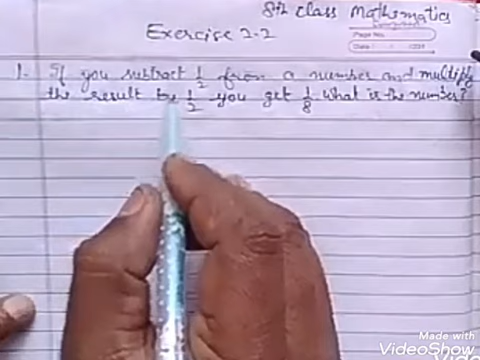 8th class Mathematics
Exercise 2.2
Page No.
Date
1. If you subtract 1/2 from a number and multiply
the result by 1/2 you get 1/8 what is the number?
Made with
VideoShow